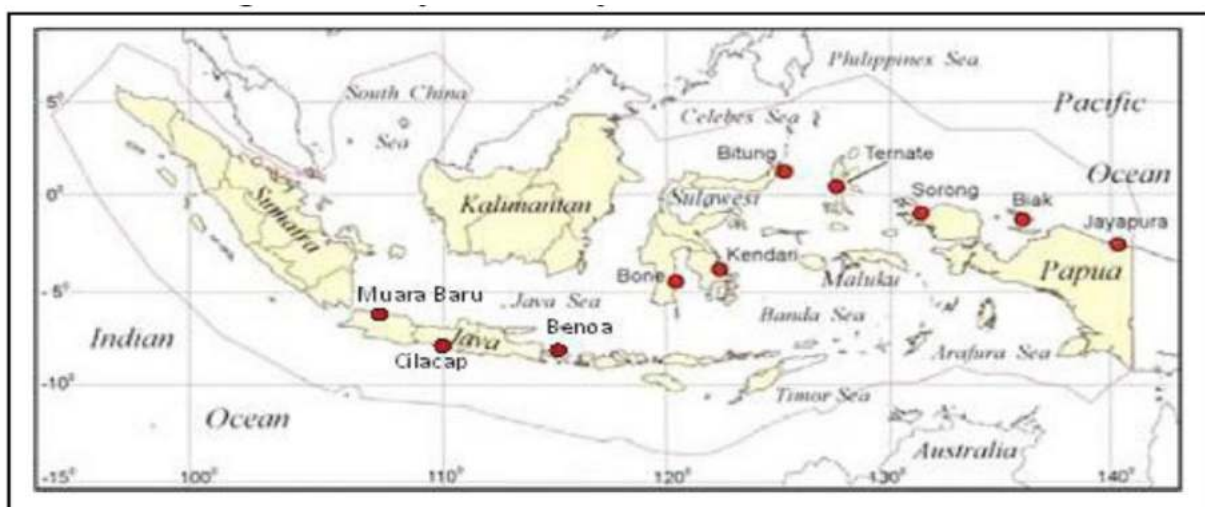 Philippines Sea
South China
Sea
Pacific
5°
Celebes Sea
Bitung
Ternate
Ocean
0°
Sumatra
Kalimantan
Sulawesi
Sorong
Biak
Jayapura
Kendari
Bone
Maluku
Papua
- 5°
Muara Baru
Java Sea
Benoa
Banda Sea
Indian
Java
Cilacap
Arafura Sea
-10°
Timor Sea
Ocean
Australia
-15°
100°
110°
120°
130°
140°